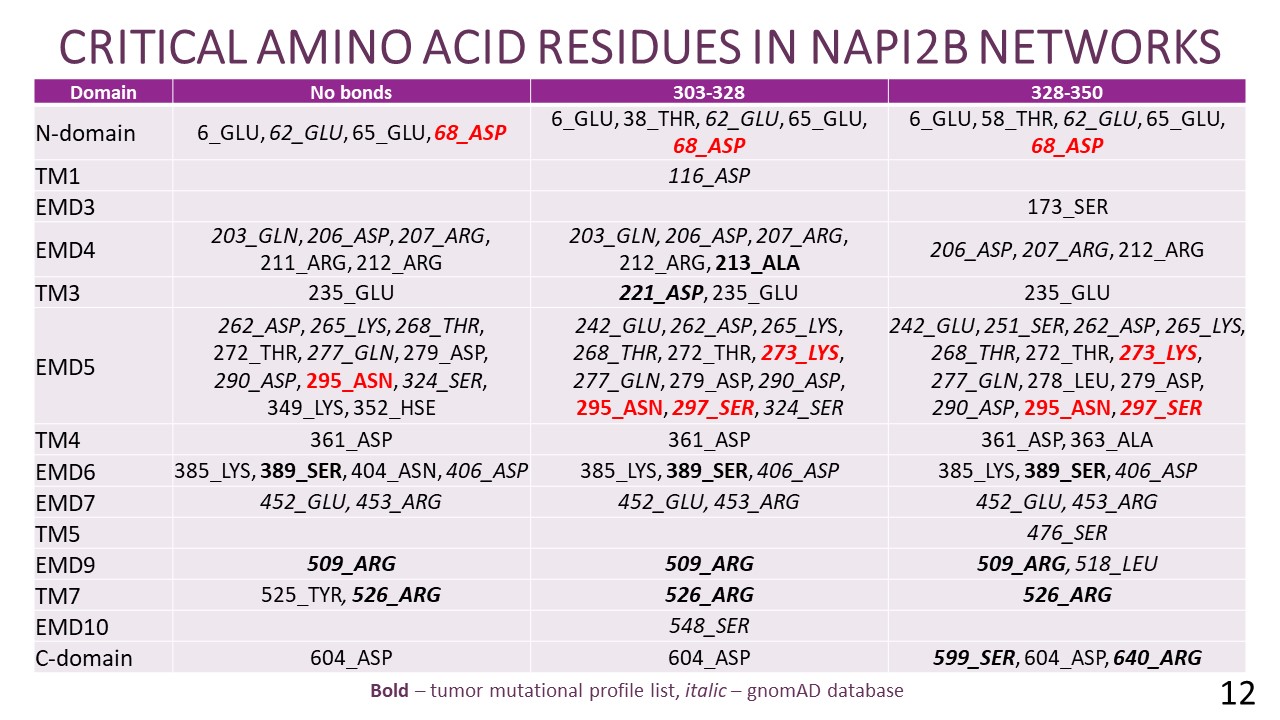 CRITICAL AMINO ACID RESIDUES IN NAPI2B NETWORKS
Domain No bonds 303-328 328-350
N-domain 6_GLU, 62_GLU, 65_GLU, 68_ASP 6_GLU, 38_THR, 62_GLU, 65_GLU, 68_ASP 6_GLU, 58_THR, 62_GLU, 65_GLU, 68_ASP
TM1 116_ASP
EMD3 173_SER
EMD4 203_GLN, 206_ASP, 207_ARG, 211_ARG, 212_ARG 203_GLN, 206_ASP, 207_ARG, 212_ARG, 213_ALA 206_ASP, 207_ARG, 212_ARG
TM3 235_GLU 221_ASP, 235_GLU 235_GLU
EMD5 262_ASP, 265_LYS, 268_THR, 272_THR, 277_GLN, 279_ASP, 290_ASP, 295_ASN, 324_SER, 349_LYS, 352_HSE 242_GLU, 262_ASP, 265_LYS, 268_THR, 272_THR, 273_LYS, 277_GLN, 279_ASP, 290_ASP, 295_ASN, 297_SER, 324_SER 242_GLU, 251_SER, 262_ASP, 265_LYS, 268_THR, 272_THR, 273_LYS, 277_GLN, 278_LEU, 279_ASP, 290_ASP, 295_ASN, 297_SER
TM4 361_ASP 361_ASP 361_ASP, 363_ALA
EMD6 385_LYS, 389_SER, 404_ASN, 406_ASP 385_LYS, 389_SER, 406_ASP 385_LYS, 389_SER, 406_ASP
EMD7 452_GLU, 453_ARG 452_GLU, 453_ARG 452_GLU, 453_ARG
TM5 476_SER
EMD9 509_ARG 509_ARG 509_ARG, 518_LEU
TM7 525_TYR, 526_ARG 526_ARG 526_ARG
EMD10 548_SER
C-domain 604_ASP 604_ASP 599_SER, 604_ASP, 640_ARG
Bold – tumor mutational profile list, italic – gnomAD database
12